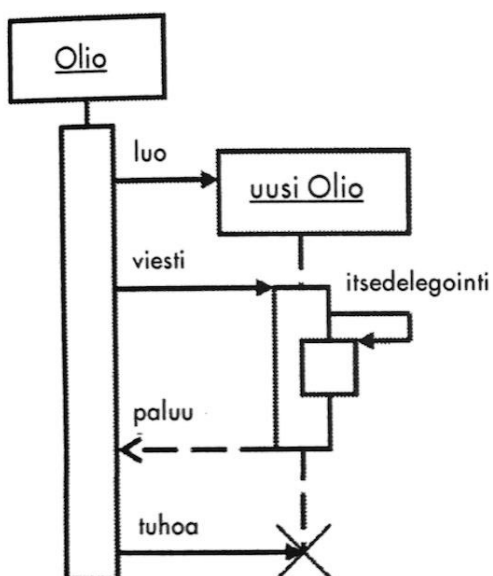 Olio
luo
uusi Olio
viesti
itsedelegointi
paluu
tuhoa